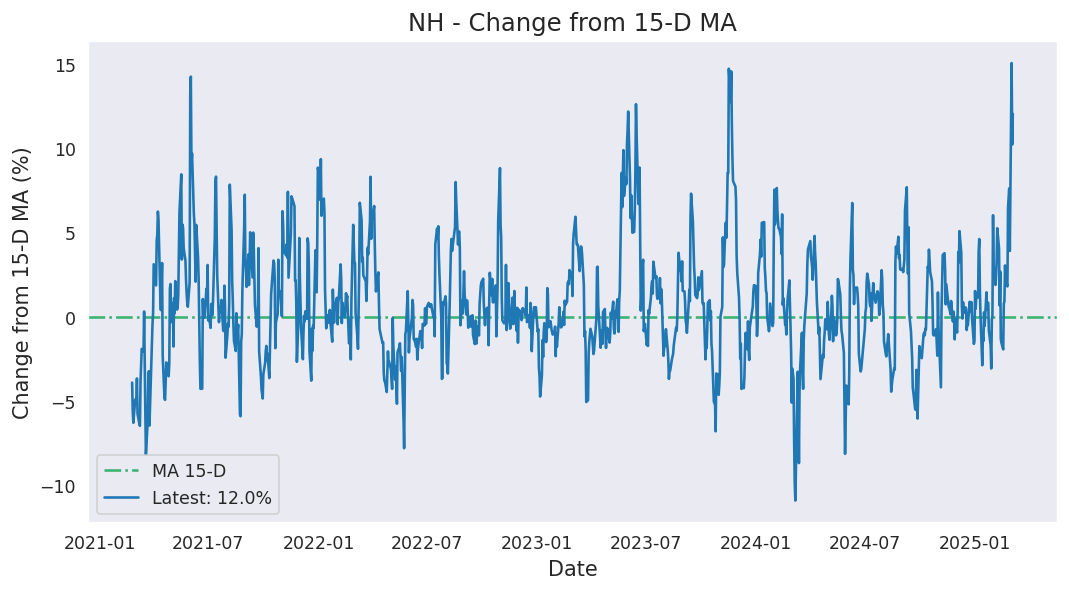 NH - Change from 15-D MA
Change from 15-D MA (%)
15
10
5
0
−5
−10
MA 15-D
Latest: 12.0%
2021-01 2021-07 2022-01 2022-07 2023-01 2023-07 2024-01 2024-07 2025-01
Date